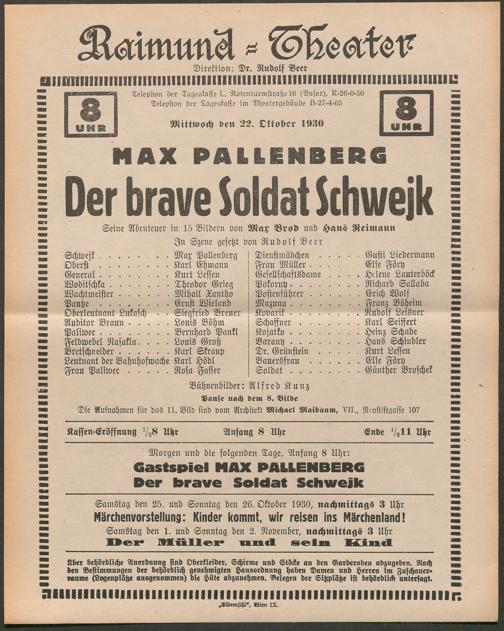 Raimund-Theater
Direktion: Dr. Rudolf Beer
8 UHR
Telephon der Tageskasse I., Rotenturmstraße 16 (Basar), R-26-0-50
Telephon der Tageskasse im Theatergebäude B-27-4-65
8 UHR
Mittwoch den 22. Oktober 1930
MAX PALLENBERG
Der brave Soldat Schwejk
Seine Abenteuer in 15 Bildern von Max Brod und Hans Reimann
In Szene gesetzt von Rudolf Beer
Schwejk . . . . . . . . Max Pallenberg
Oberst . . . . . . . . Karl Ehmann
General . . . . . . . . Kurt Lessen
Woditschka . . . . . . . Theodor Grieg
Wachtmeister . . . . . . Mihail Xantho
Pantze . . . . . . . . Ernst Wieland
Oberleutnant Lukasch . . . Siegfried Breuer
Auditor Braun . . . . . . Louis Böhm
Palivec . . . . . . . . Bernhard Pankl
Feldwebel Nasakla . . . . Louis Groß
Bretschneider . . . . . . Karl Skraup
Leutnant der Bahnhofwache Karl Hödl
Frau Palivec . . . . . . Rosa Fasser
Dienstmädchen . . . . . Gusti Liedermann
Frau Müller . . . . . . Else Föry
Gesellschaftsdame . . . . Helene Lauterböck
Pokorny . . . . . . . . Richard Sallaba
Postenführer . . . . . . Erich Wolf
Mazuna . . . . . . . . Franz Böheim
Kovarik . . . . . . . . Rudolf Leisner
Schaffner . . . . . . . Karl Seiffert
Kojatko . . . . . . . . Heinz Schade
Barany . . . . . . . . Hans Schindler
Dr. Grünstein . . . . . . Kurt Lessen
Bauersfrau . . . . . . . Else Föry
Soldat . . . . . . . . Günther Broschek
Bühnenbilder: Alfred Kunz
Pause nach dem 8. Bilde
Die Aufnahmen für das 11. Bild sind vom Architekt Michael Maibaum, VII., Neustiftgasse 107
Kassen-Eröffnung ½8 Uhr Anfang 8 Uhr Ende ½11 Uhr
Morgen und die folgenden Tage, Anfang 8 Uhr:
Gastspiel MAX PALLENBERG
Der brave Soldat Schwejk
Samstag den 25. und Sonntag den 26. Oktober 1930, nachmittags 3 Uhr
Märchenvorstellung: Kinder kommt, wir reisen ins Märchenland!
Samstag den 1. und Sonntag den 2. November, nachmittags 3 Uhr
Der Müller und sein Kind
Über behördliche Anordnung sind Oberkleider, Schirme und Stöcke an den Garderoben abzugeben. Nach
den Bestimmungen der behördlich genehmigten Hausordnung haben Damen und Herren im Zuschauer-
raume (Logenplätze ausgenommen) die Hüte abzunehmen. Belegen der Sitzplätze ist behördlich untersagt.
„Elbemühl", Wien IX.